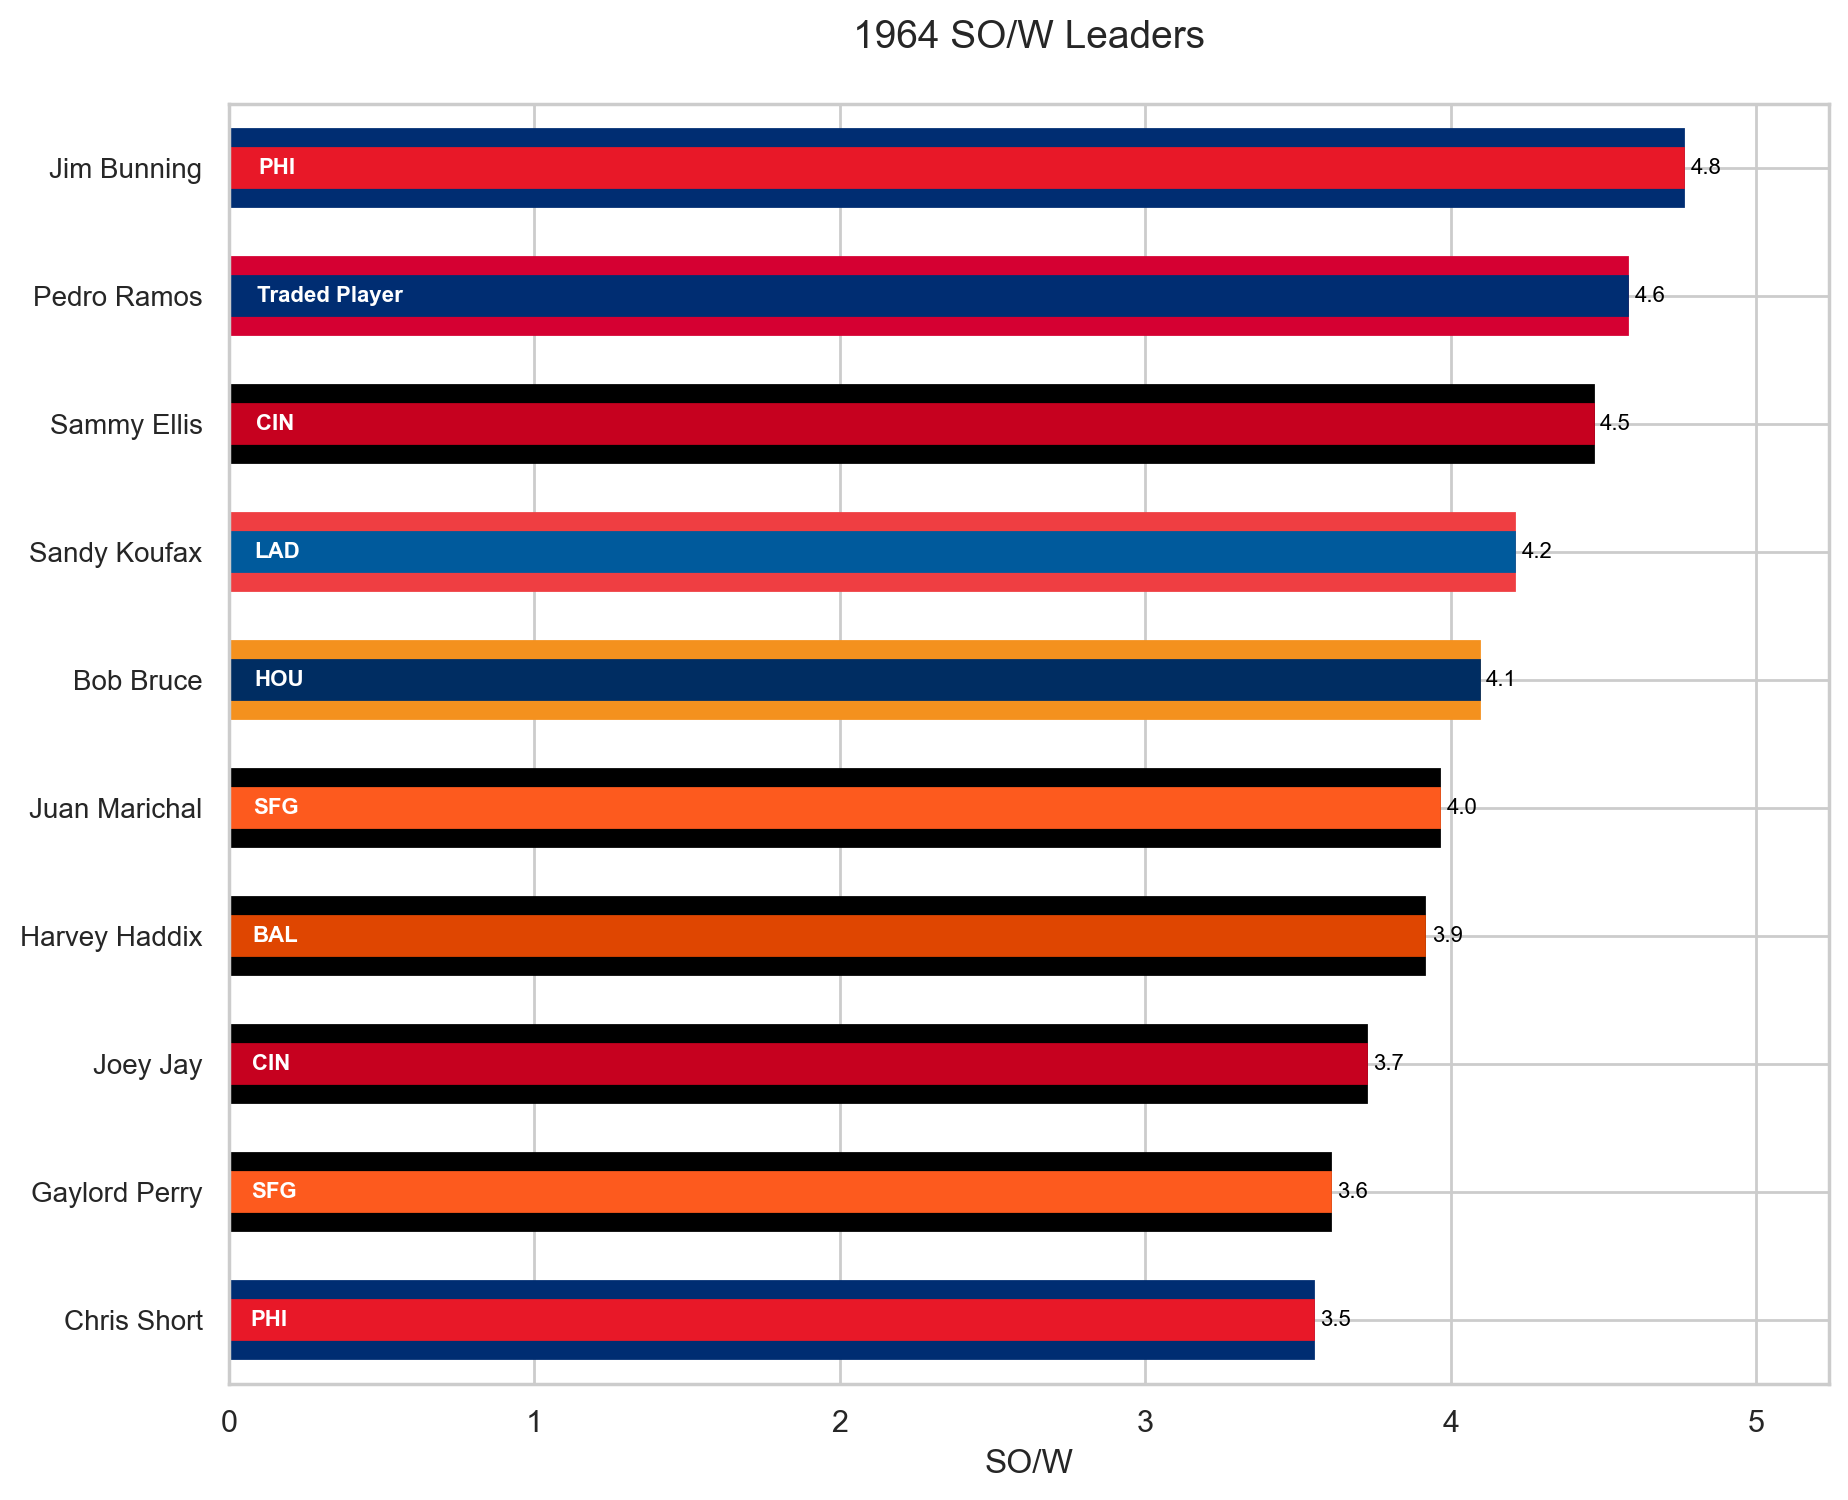 1964 SO/W Leaders
Jim Bunning PHI 4.8
Pedro Ramos Traded Player 4.6
Sammy Ellis CIN 4.5
Sandy Koufax LAD 4.2
Bob Bruce HOU 4.1
Juan Marichal SFG 4.0
Harvey Haddix BAL 3.9
Joey Jay CIN 3.7
Gaylord Perry SFG 3.6
Chris Short PHI 3.5
0 1 2 3 4 5
SO/W